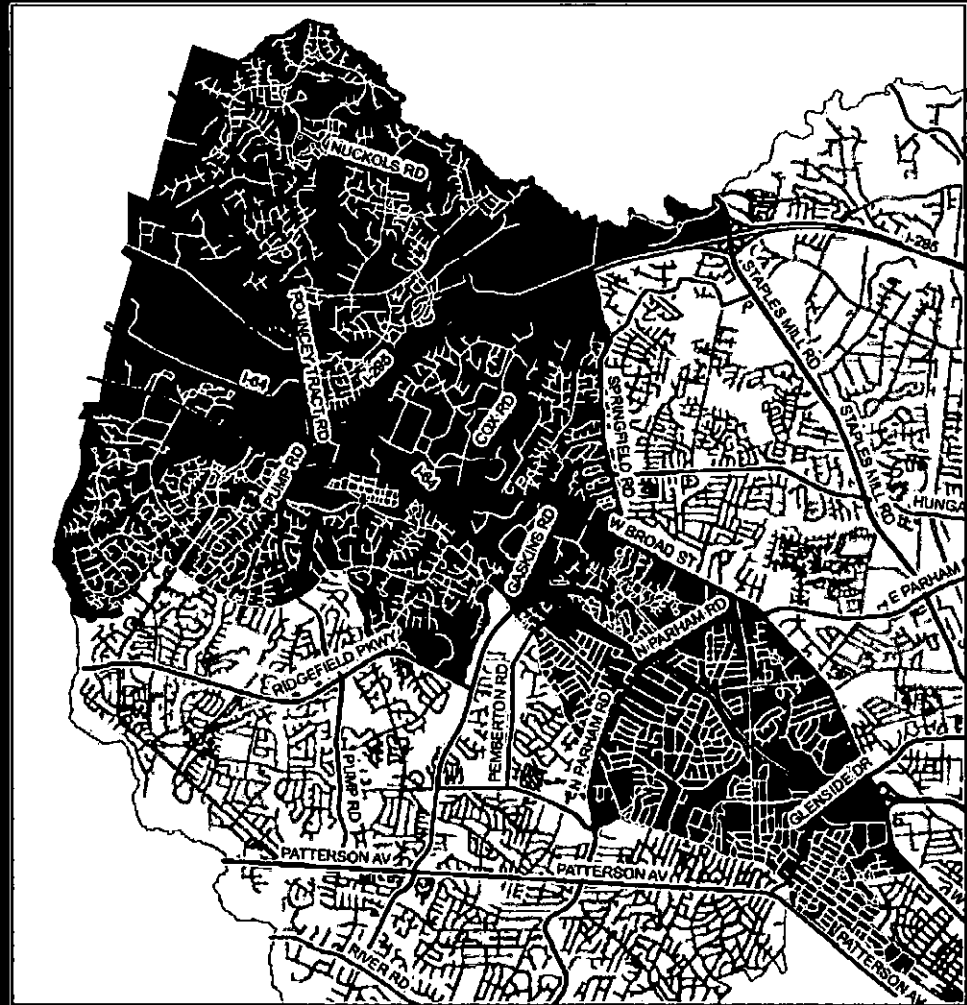 NUCKOLS RD
I-295
STAPLES MILL RD
POUNCEY TRACT RD
I-295
I-64
SPRINGFIELD RD
COX RD
STAPLES MILL RD
I-64
PUMP RD
HUNGA
GASKINS RD
W BROAD ST
E PARHAM
N PARHAM RD
RIDGEFIELD PKWY
PEMBERTON RD
N PARHAM RD
PUMP RD
GLENSIDE DR
PATTERSON AV
PATTERSON AV
PATTERSON AV
RIVER RD